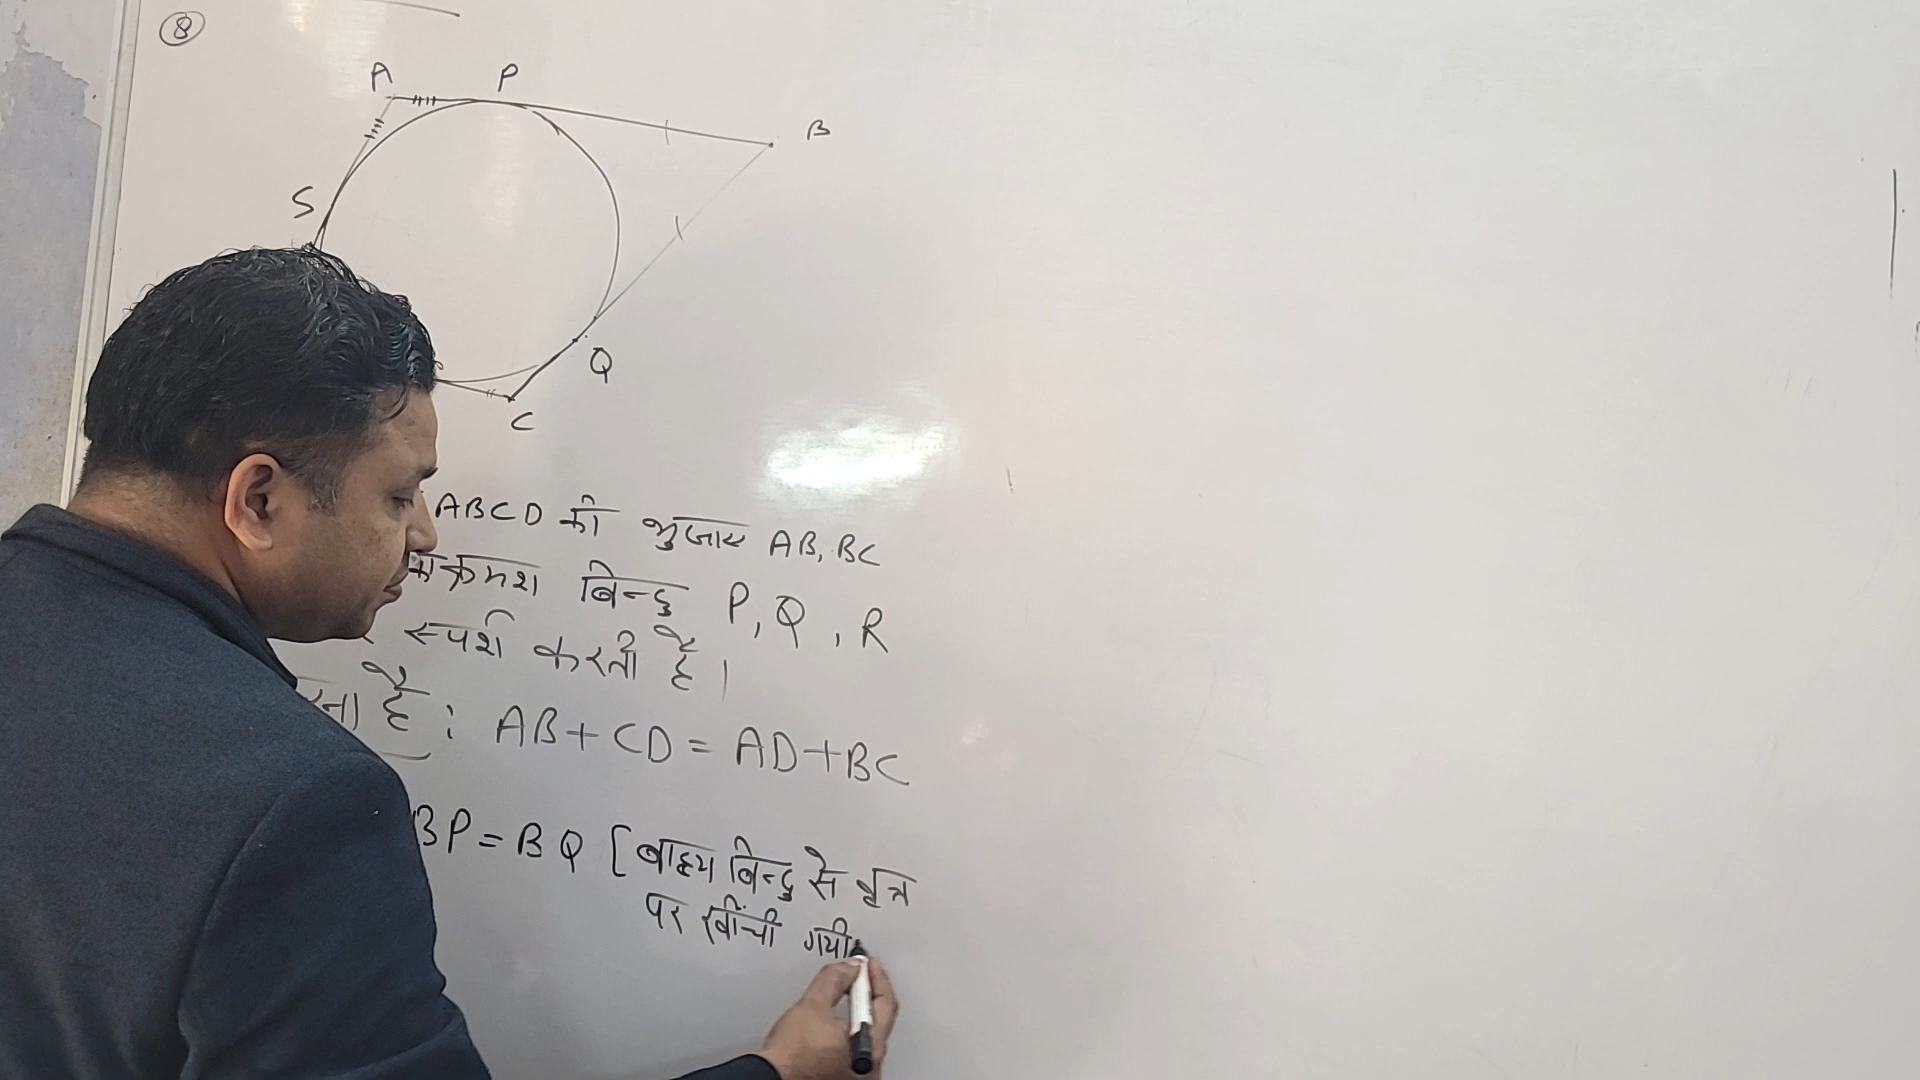 8
A P B
S
Q
C
ABCD की भुजाए AB, BC
क्रमश बिन्दु P, Q , R
स्पर्श करती है।
है : AB+CD = AD+BC
BP = BQ [बाह्य बिन्दु से वृत्त
पर खींची गयी